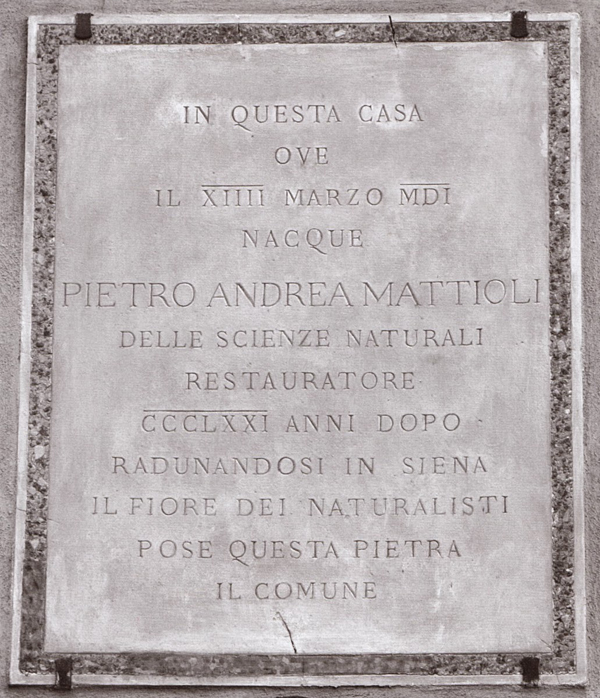 IN QUESTA CASA
OVE
IL XIIII MARZO MDI
NACQUE
PIETRO ANDREA MATTIOLI
DELLE SCIENZE NATURALI
RESTAURATORE
CCCLXXI ANNI DOPO
RADUNANDOSI IN SIENA
IL FIORE DEI NATURALISTI
POSE QUESTA PIETRA
IL COMUNE